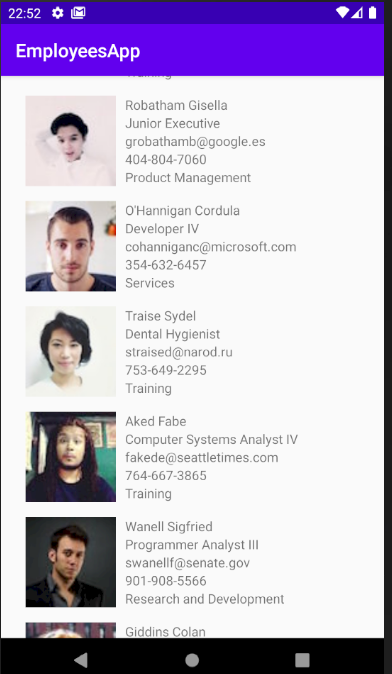 22:52
EmployeesApp
Training
Robatham Gisella
Junior Executive
grobathamb@google.es
404-804-7060
Product Management
O'Hannigan Cordula
Developer IV
cohanniganc@microsoft.com
354-632-6457
Services
Traise Sydel
Dental Hygienist
straised@narod.ru
753-649-2295
Training
Aked Fabe
Computer Systems Analyst IV
fakede@seattletimes.com
764-667-3865
Training
Wanell Sigfried
Programmer Analyst III
swanellf@senate.gov
901-908-5566
Research and Development
Giddins Colan